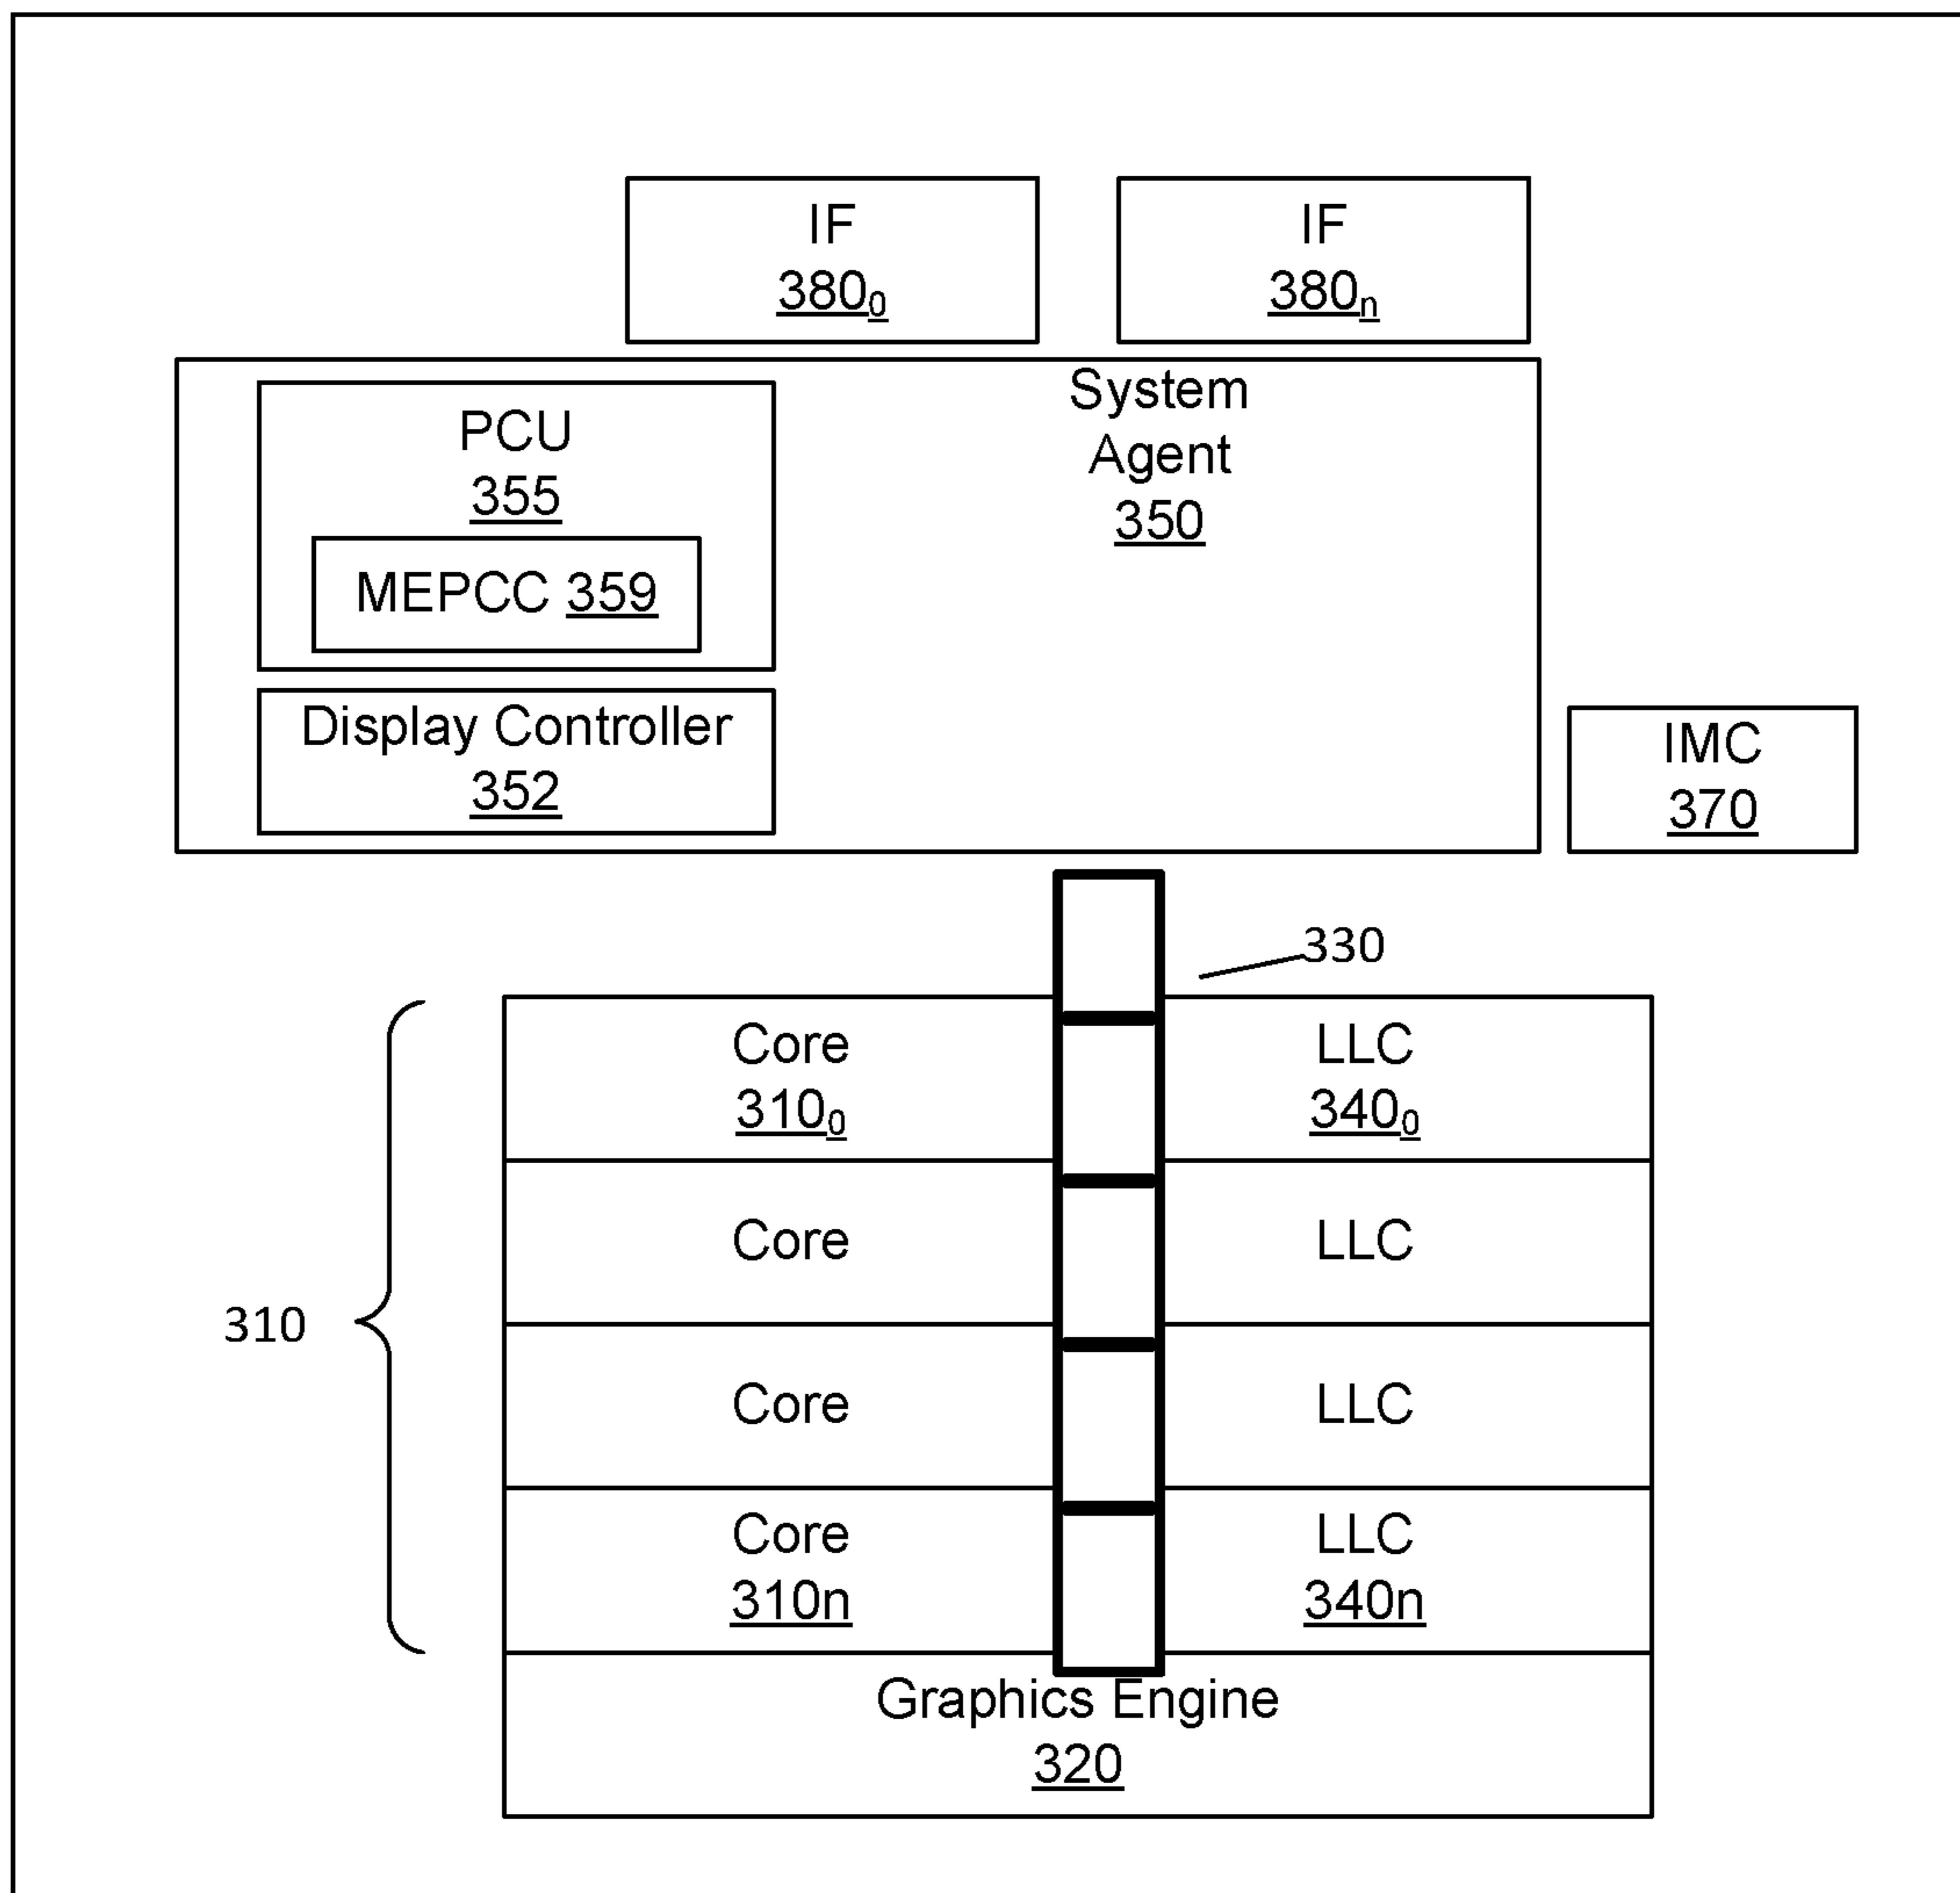 IF
380₀
IF
380ₙ
System
Agent
350
PCU
355
MEPCC 359
Display Controller
352
IMC
370
330
310
Core
310₀
LLC
340₀
Core
LLC
Core
LLC
Core
310n
LLC
340n
Graphics Engine
320